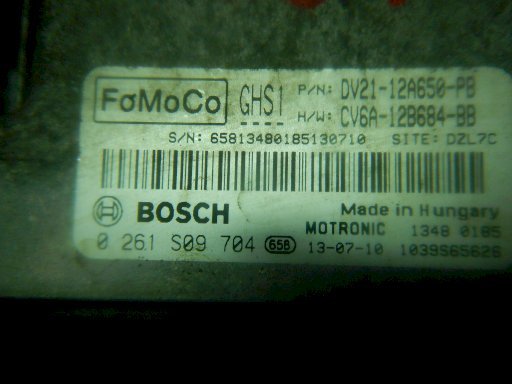 FoMoCo GHS1 P/N: DV21-12A650-PB
H/W: CV6A-12B684-BB
S/N: 65813480185130710 SITE: DZL7C
BOSCH Made in Hungary
MOTRONIC 1348 0185
0 261 S09 704 656 13-07-10 1039S65626